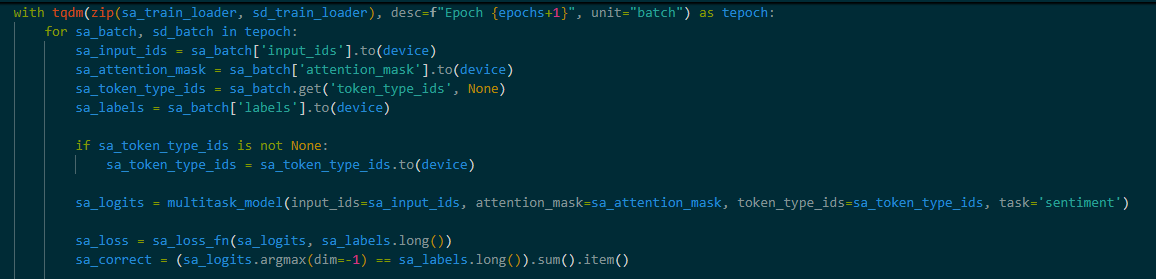 with tqdm(zip(sa_train_loader, sd_train_loader), desc=f"Epoch {epochs+1}", unit="batch") as tepoch:
for sa_batch, sd_batch in tepoch:
sa_input_ids = sa_batch['input_ids'].to(device)
sa_attention_mask = sa_batch['attention_mask'].to(device)
sa_token_type_ids = sa_batch.get('token_type_ids', None)
sa_labels = sa_batch['labels'].to(device)
if sa_token_type_ids is not None:
sa_token_type_ids = sa_token_type_ids.to(device)
sa_logits = multitask_model(input_ids=sa_input_ids, attention_mask=sa_attention_mask, token_type_ids=sa_token_type_ids, task='sentiment')
sa_loss = sa_loss_fn(sa_logits, sa_labels.long())
sa_correct = (sa_logits.argmax(dim=-1) == sa_labels.long()).sum().item()